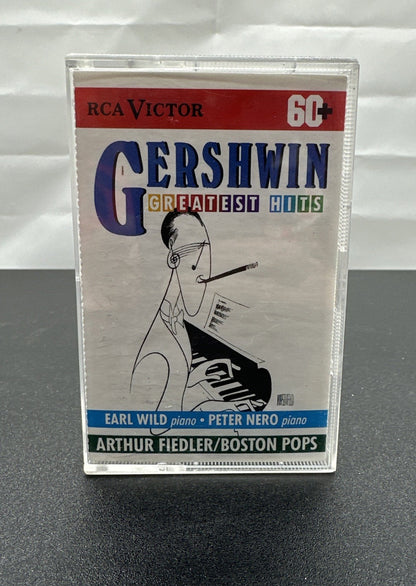 RCA VICTOR 60+
GERSHWIN
GREATEST HITS
EARL WILD piano • PETER NERO piano
ARTHUR FIEDLER/BOSTON POPS